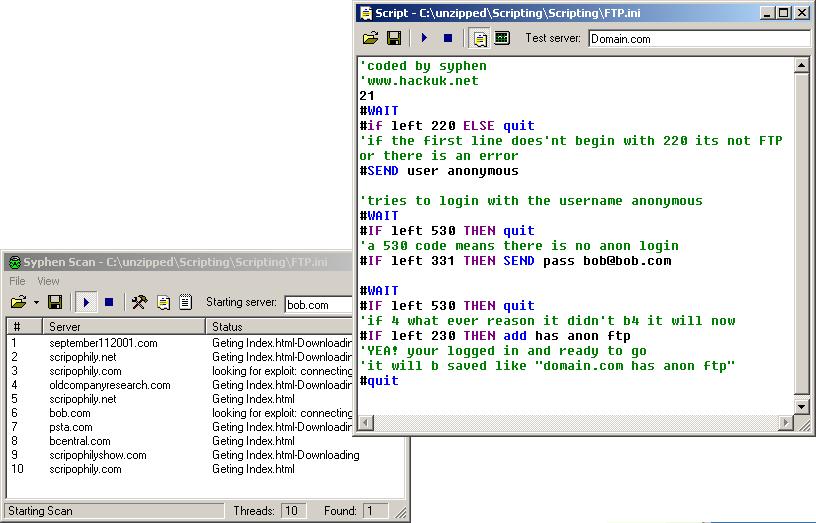 Script - C:\unzipped\Scripting\Scripting\FTP.ini
Test server: Domain.com
'coded by syphen
'www.hackuk.net
21
#WAIT
#if left 220 ELSE quit
'if the first line does'nt begin with 220 its not FTP
or there is an error
#SEND user anonymous
'tries to login with the username anonymous
#WAIT
#IF left 530 THEN quit
'a 530 code means there is no anon login
#IF left 331 THEN SEND pass bob@bob.com
#WAIT
#IF left 530 THEN quit
'if 4 what ever reason it didn't b4 it will now
#IF left 230 THEN add has anon ftp
'YEA! your logged in and ready to go
'it will b saved like "domain.com has anon ftp"
#quit
Syphen Scan - C:\unzipped\Scripting\Scripting\FTP.ini
File View
Starting server: bob.com
# Server Status
1 september112001.com Geting Index.html-Downloading
2 scripophily.net Geting Index.html-Downloading
3 scripophily.com looking for exploit: connecting
4 oldcompanyresearch.com Geting Index.html-Downloading
5 scripophily.net Geting Index.html
6 bob.com looking for exploit: connecting
7 psta.com Geting Index.html-Downloading
8 bcentral.com Geting Index.html
9 scripophilyshow.com Geting Index.html-Downloading
10 scripophily.com Geting Index.html
Starting Scan Threads: 10 Found: 1